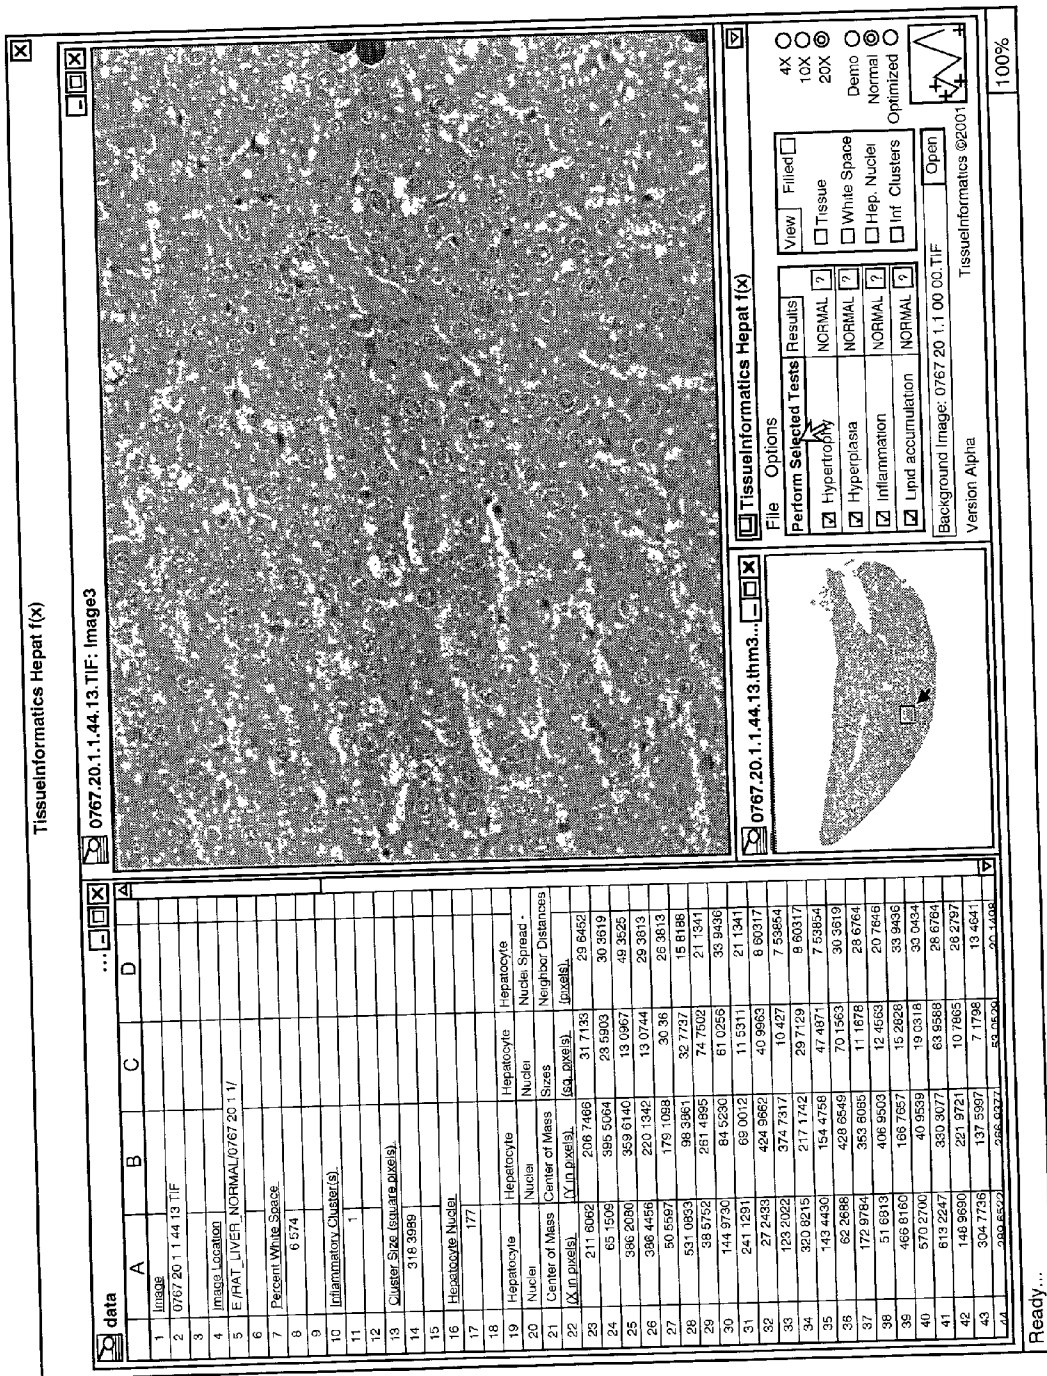 TissueInformatics Hepat f(x)
data ...
A B C D
1 Image
2 0767 20 1 1 44 13 TIF
3
4 Image Location
5 E /RAT_LIVER_NORMAL/0767 20 1 1/
6
7 Percent White Space
8 6 574
9
10 Inflammatory Cluster(s)
11 1
12
13 Cluster Size (square pixels)
14 318 3989
15
16 Hepatocyte Nuclei
17 177
18
19 Hepatocyte Hepatocyte Hepatocyte Hepatocyte
20 Nuclei Nuclei Nuclei Nuclei Spread -
21 Center of Mass Center of Mass Sizes Neighbor Distances
22 (X in pixels) (Y in pixels) (sq. pixels) (pixels)
23 211 6062 206 7466 31 7133 29 6452
24 65 1509 395 5064 23 5903 30 3619
25 386 2080 359 6140 13 0967 49 3525
26 396 4456 220 1342 13 0744 29 3813
27 50 5597 179 1098 30 36 26 3813
28 531 0833 98 3861 32 7737 15 8188
29 38 5752 261 4895 74 7502 21 1341
30 144 9730 84 5230 61 0256 33 9436
31 241 1291 69 0012 11 5311 21 1341
32 27 2433 424 9662 40 9963 8 60317
33 123 2022 374 7317 10 427 7 53854
34 320 8215 217 1742 29 7129 8 60317
35 143 4430 154 4758 47 4871 7 53854
36 62 2688 428 6549 70 1563 30 3619
37 172 9784 353 6085 11 1678 28 6764
38 51 6813 406 9503 12 4563 20 7846
39 466 8160 166 7657 15 2628 33 9436
40 570 2700 40 9539 19 0318 33 0434
41 613 2247 330 3077 63 9588 28 6764
42 148 9690 221 9721 10 7865 26 2797
43 304 7736 137 5997 7 1798 13 4641
44
0767.20.1.1.44.13.TIF: Image3
0767.20.1.1.44.13.thm3...
TissueInformatics Hepat f(x)
File Options
Perform Selected Tests Results
Hypertrophy NORMAL ?
Hyperplasia NORMAL ?
Inflammation NORMAL ?
Lipid accumulation NORMAL ?
View Filled
Tissue
White Space
Hep. Nuclei
Inf Clusters
4X
10X
20X
Demo
Normal
Optimized
Background Image: 0767 20 1.1 00 00.TIF Open
Version Alpha TissueInformatics ©2001
Ready...
100%